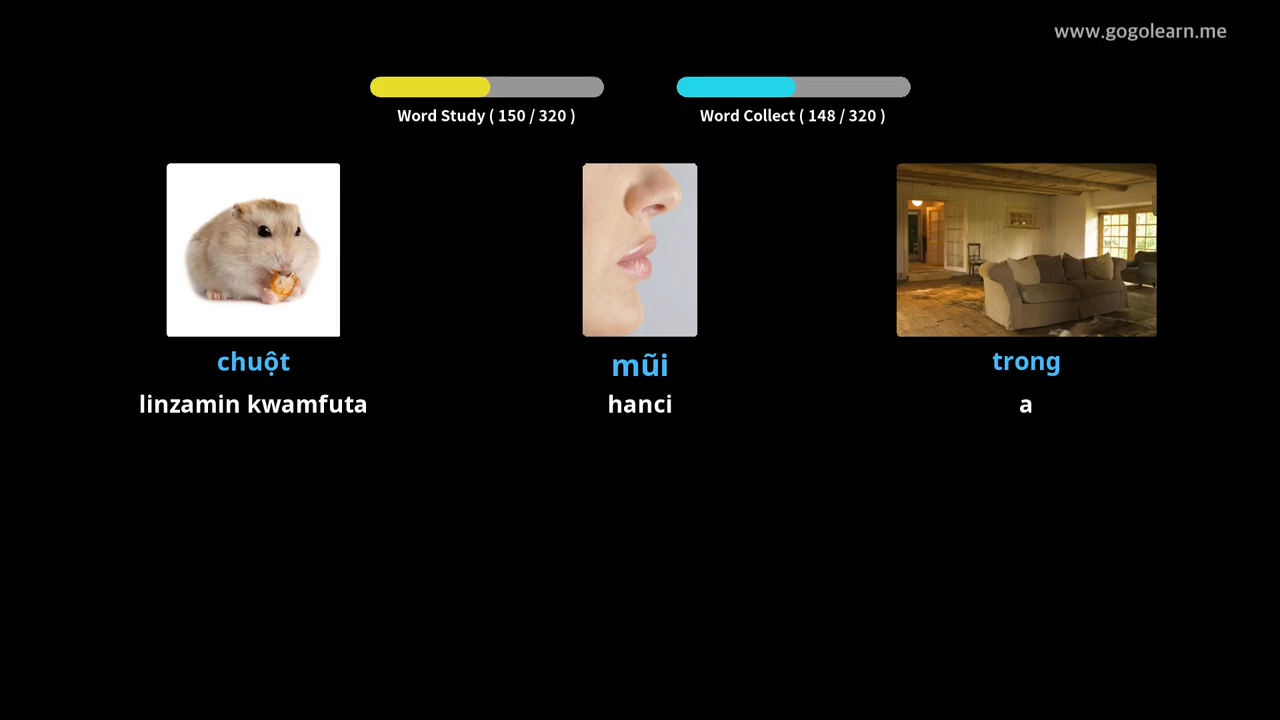 www.gogolearn.me
Word Study ( 150 / 320 )
Word Collect ( 148 / 320 )
chuột
linzamin kwamfuta
mũi
hanci
trong
a